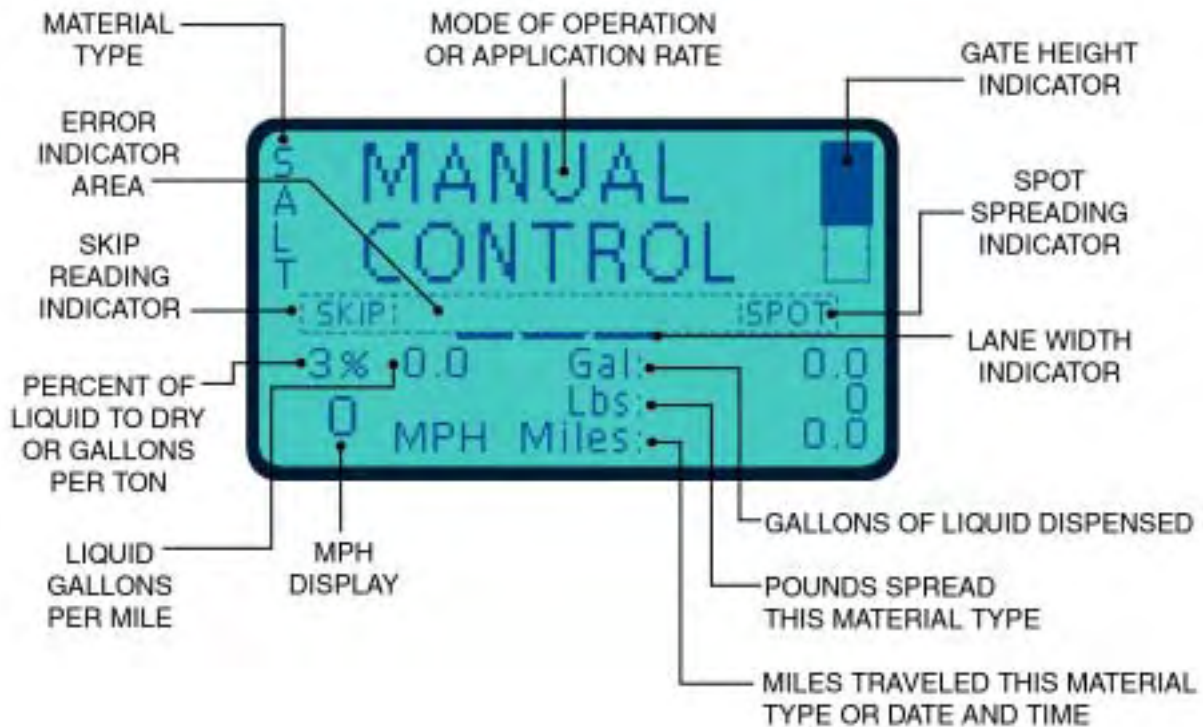 MATERIAL
TYPE
MODE OF OPERATION
OR APPLICATION RATE
GATE HEIGHT
INDICATOR
ERROR
INDICATOR
AREA
SPOT
SPREADING
INDICATOR
SKIP
READING
INDICATOR
LANE WIDTH
INDICATOR
PERCENT OF
LIQUID TO DRY
OR GALLONS
PER TON
LIQUID
GALLONS
PER MILE
MPH
DISPLAY
SALT
MANUAL
CONTROL
SKIP
SPOT
3% 0.0 Gal: 0.0
Lbs: 0
0 MPH Miles: 0.0
GALLONS OF LIQUID DISPENSED
POUNDS SPREAD
THIS MATERIAL TYPE
MILES TRAVELED THIS MATERIAL
TYPE OR DATE AND TIME